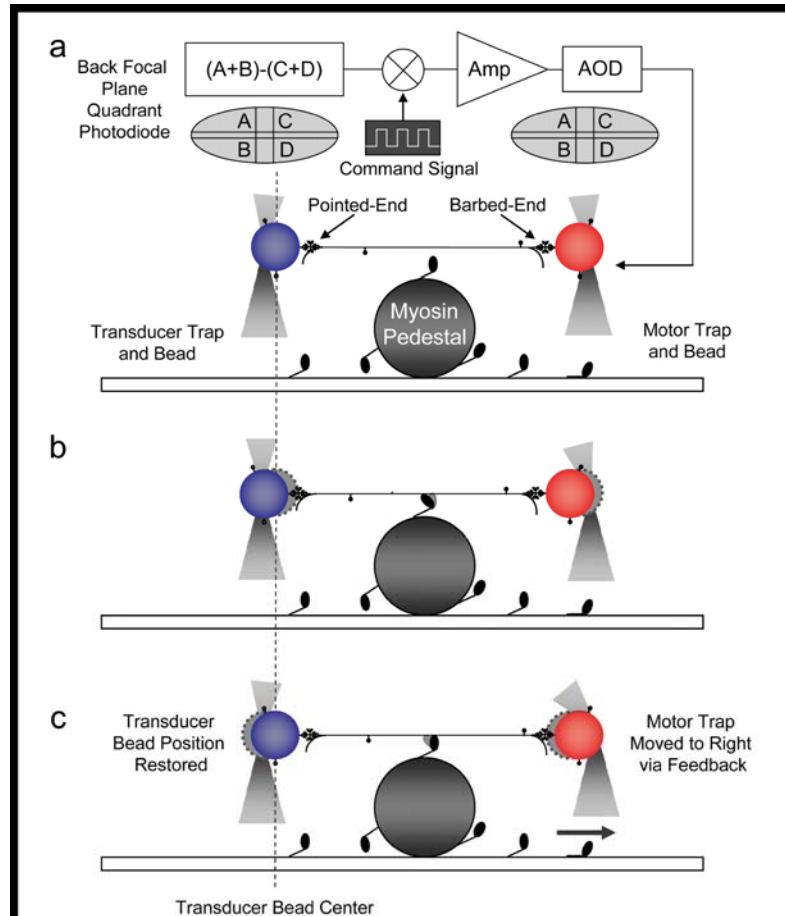 a
Back Focal
Plane
Quadrant
Photodiode
(A+B)-(C+D)
Amp
AOD
A C
B D
Command Signal
A C
B D
Pointed-End
Barbed-End
Myosin
Pedestal
Transducer Trap
and Bead
Motor Trap
and Bead
b
c
Transducer
Bead Position
Restored
Motor Trap
Moved to Right
via Feedback
Transducer Bead Center